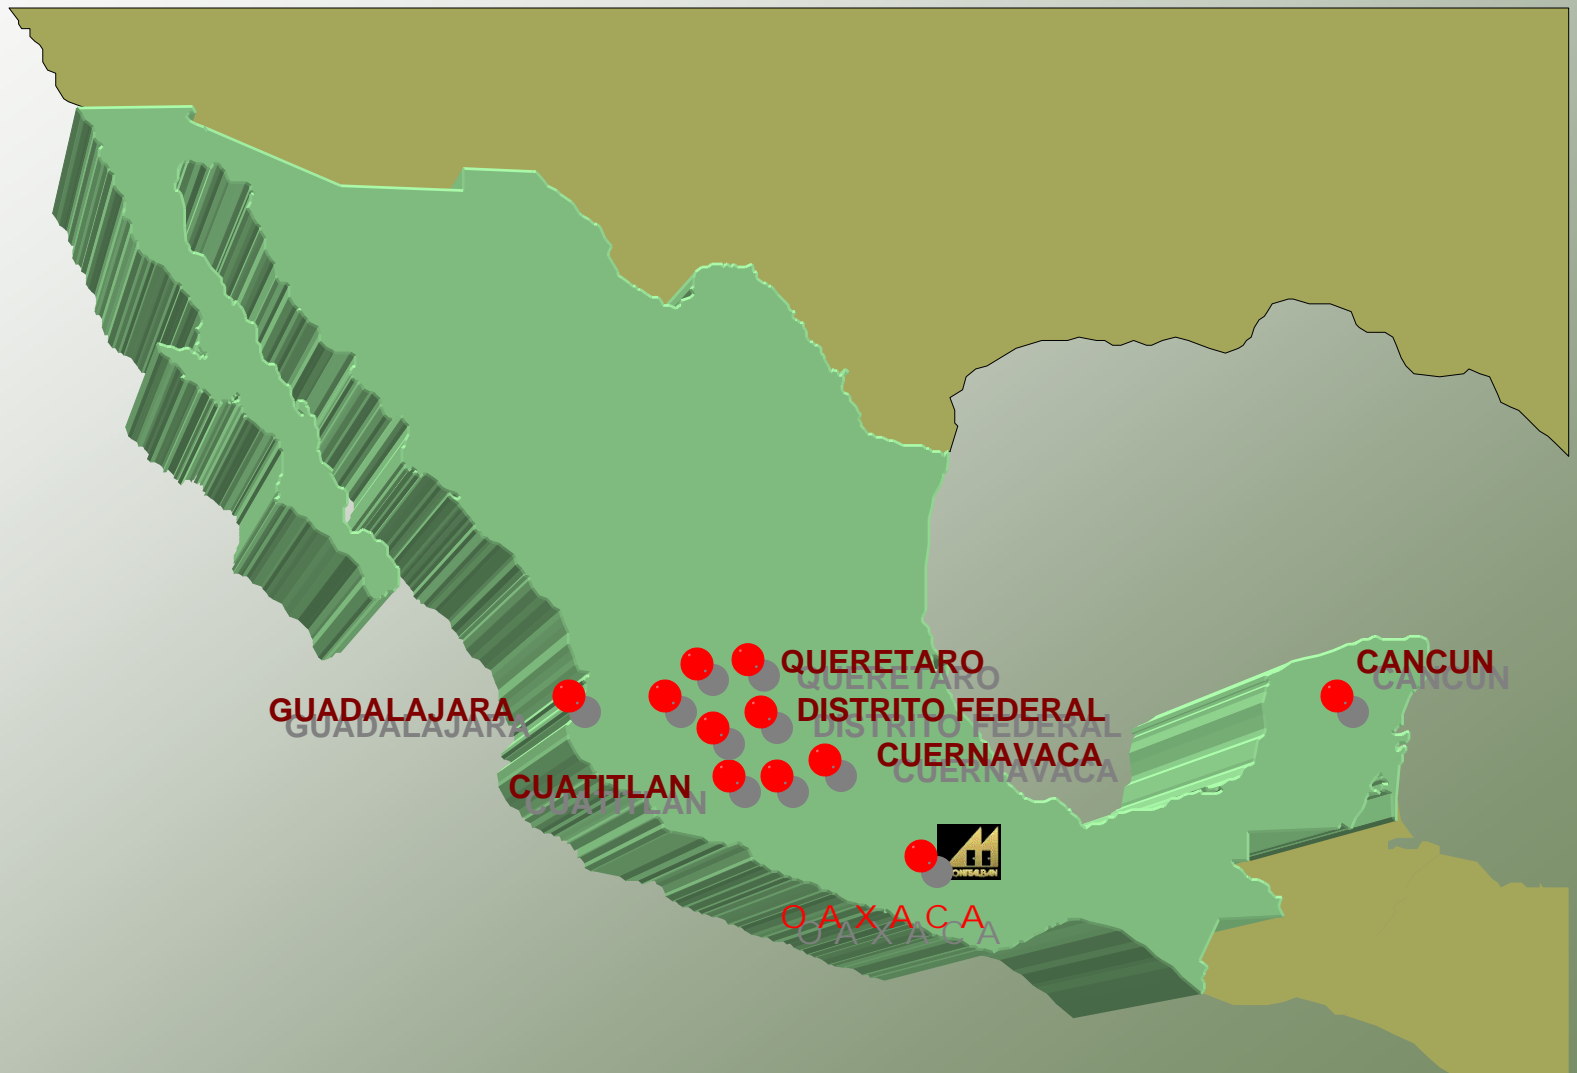 QUERETARO
CANCUN
GUADALAJARA
DISTRITO FEDERAL
CUERNAVACA
CUATITLAN
OAXACA